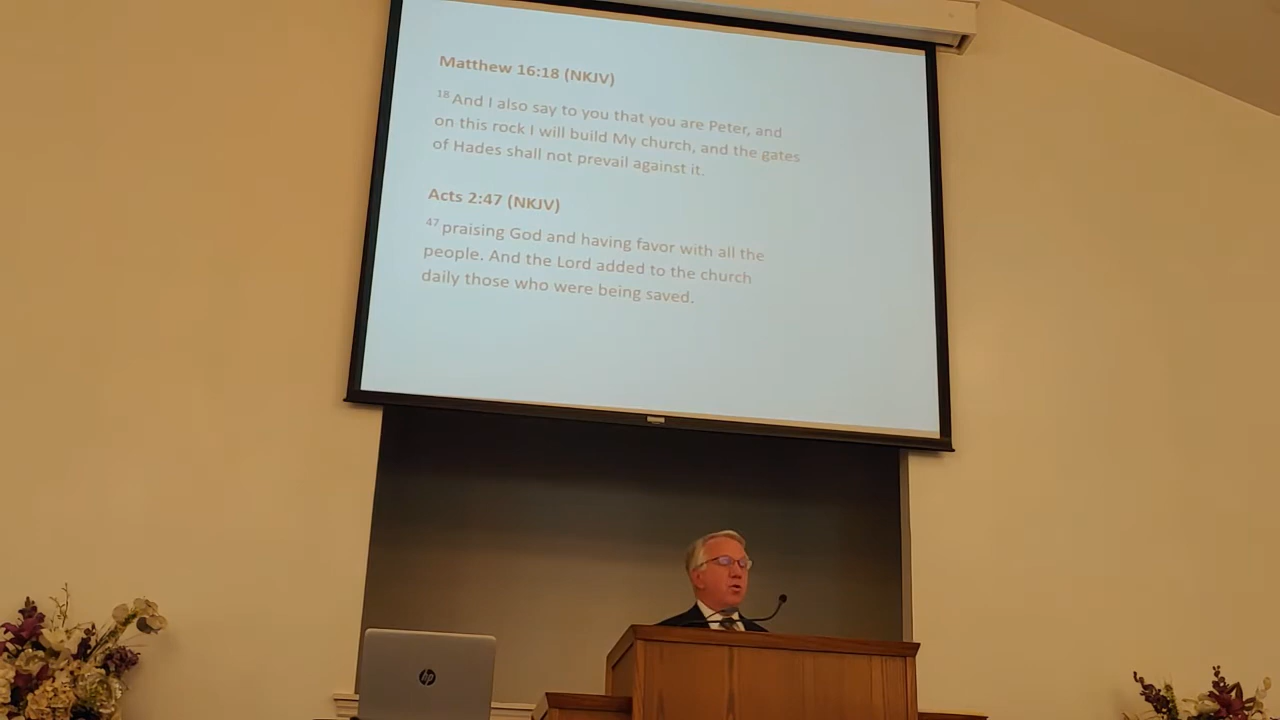 Matthew 16:18 (NKJV)
18 And I also say to you that you are Peter, and
on this rock I will build My church, and the gates
of Hades shall not prevail against it.
Acts 2:47 (NKJV)
47 praising God and having favor with all the
people. And the Lord added to the church
daily those who were being saved.
hp